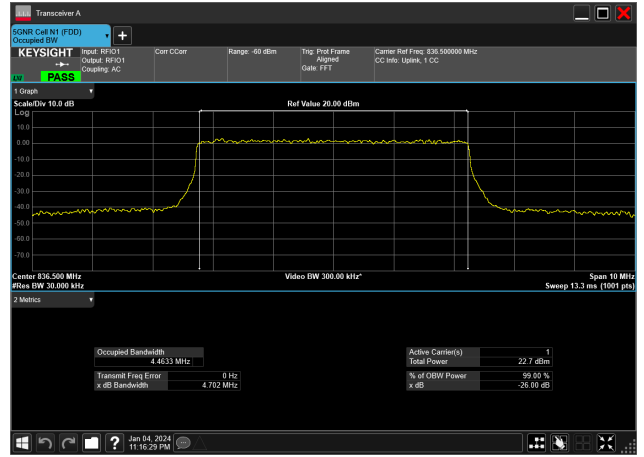 Transceiver A
5GNR Cell N1 (FDD)
Occupied BW
KEYSIGHT
PASS
Input: RFIO1
Output: RFIO1
Coupling: AC
Corr CCorr
Range: -60 dBm
Trig: Prot Frame
Aligned
Gate: FFT
Carrier Ref Freq: 836.500000 MHz
CC Info: Uplink, 1 CC
1 Graph
Scale/Div 10.0 dB
Ref Value 20.00 dBm
Log
10.0
0.00
-10.0
-20.0
-30.0
-40.0
-50.0
-60.0
-70.0
Center 836.500 MHz
Video BW 300.00 kHz*
Span 10 MHz
#Res BW 30.000 kHz
Sweep 13.3 ms (1001 pts)
2 Metrics
Occupied Bandwidth
4.4633 MHz
Transmit Freq Error 0 Hz
x dB Bandwidth 4.702 MHz
Active Carrier(s) 1
Total Power 22.7 dBm
% of OBW Power 99.00 %
x dB -26.00 dB
Jan 04, 2024
11:16:29 PM